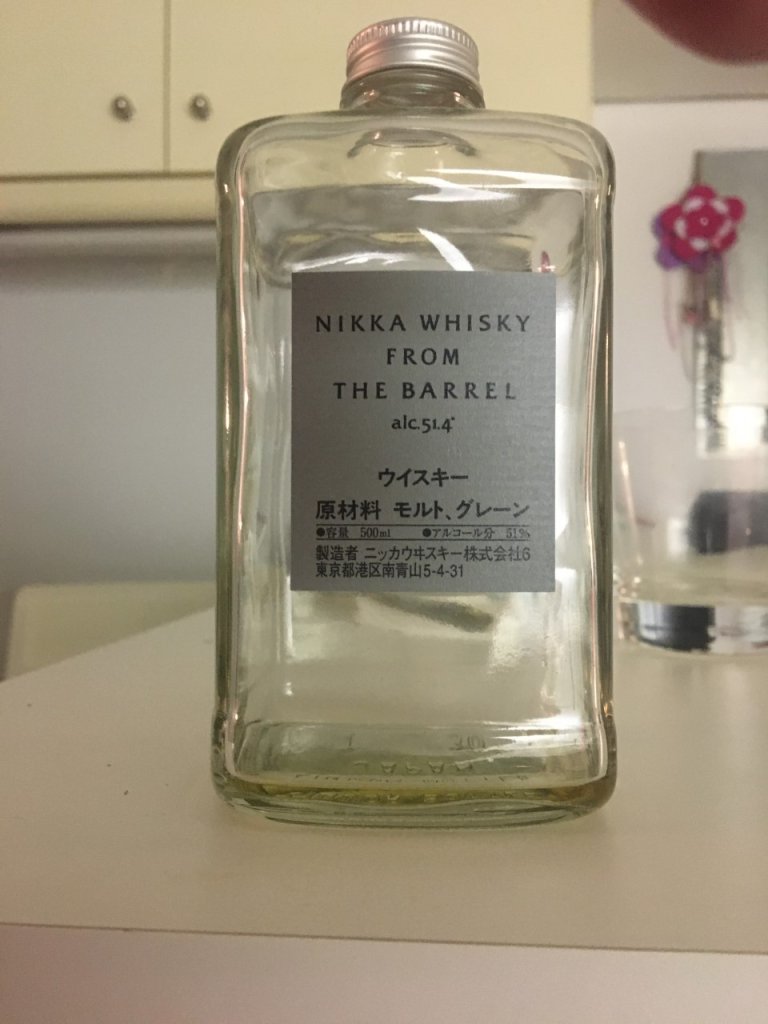 NIKKA WHISKY
FROM
THE BARREL
alc.51.4°
ウイスキー
原材料 モルト、グレーン
●容量 500ml ●アルコール分 51%
製造者 ニッカウヰスキー株式会社6
東京都港区南青山5-4-31